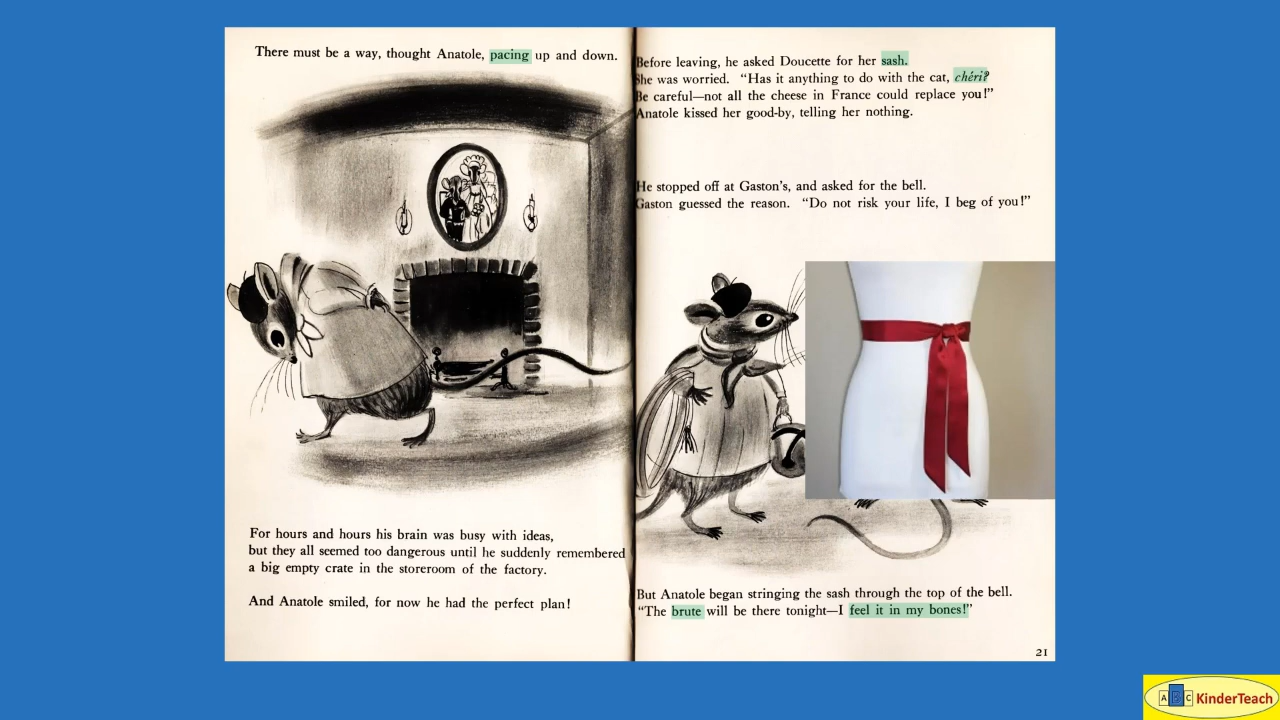 There must be a way, thought Anatole, pacing up and down.
For hours and hours his brain was busy with ideas,
but they all seemed too dangerous until he suddenly remembered
a big empty crate in the storeroom of the factory.
And Anatole smiled, for now he had the perfect plan!
Before leaving, he asked Doucette for her sash.
She was worried. “Has it anything to do with the cat, chéri?
Be careful—not all the cheese in France could replace you!”
Anatole kissed her good-by, telling her nothing.
He stopped off at Gaston’s, and asked for the bell.
Gaston guessed the reason. “Do not risk your life, I beg of you!”
But Anatole began stringing the sash through the top of the bell.
“The brute will be there tonight—I feel it in my bones!”
21
ABC KinderTeach